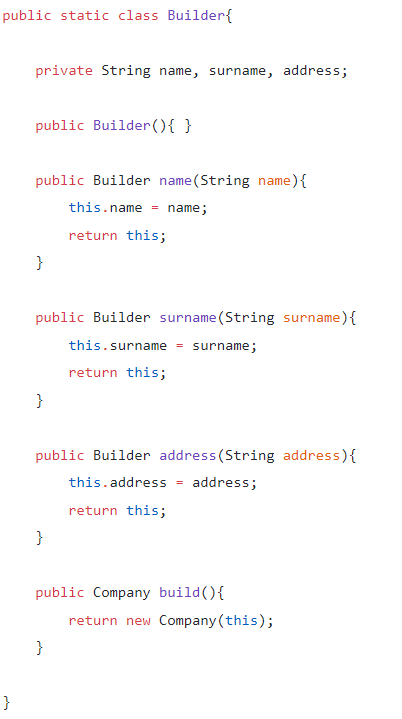 public static class Builder{
    private String name, surname, address;
    public Builder(){ }
    public Builder name(String name){
        this.name = name;
        return this;
    }
    public Builder surname(String surname){
        this.surname = surname;
        return this;
    }
    public Builder address(String address){
        this.address = address;
        return this;
    }
    public Company build(){
        return new Company(this);
    }
}